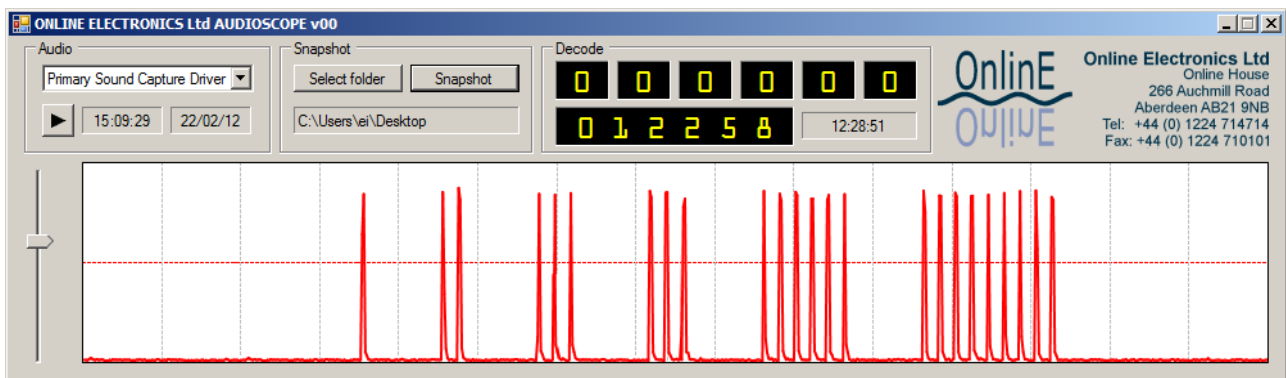 ONLINE ELECTRONICS Ltd AUDIOSCOPE v00
Audio
Primary Sound Capture Driver
15:09:29
22/02/12
Snapshot
Select folder
Snapshot
C:\Users\ei\Desktop
Decode
0 0 0 0 0 0
0 1 2 2 5 8
12:28:51
OnlinE
Online Electronics Ltd
Online House
266 Auchmill Road
Aberdeen AB21 9NB
Tel: +44 (0) 1224 714714
Fax: +44 (0) 1224 710101